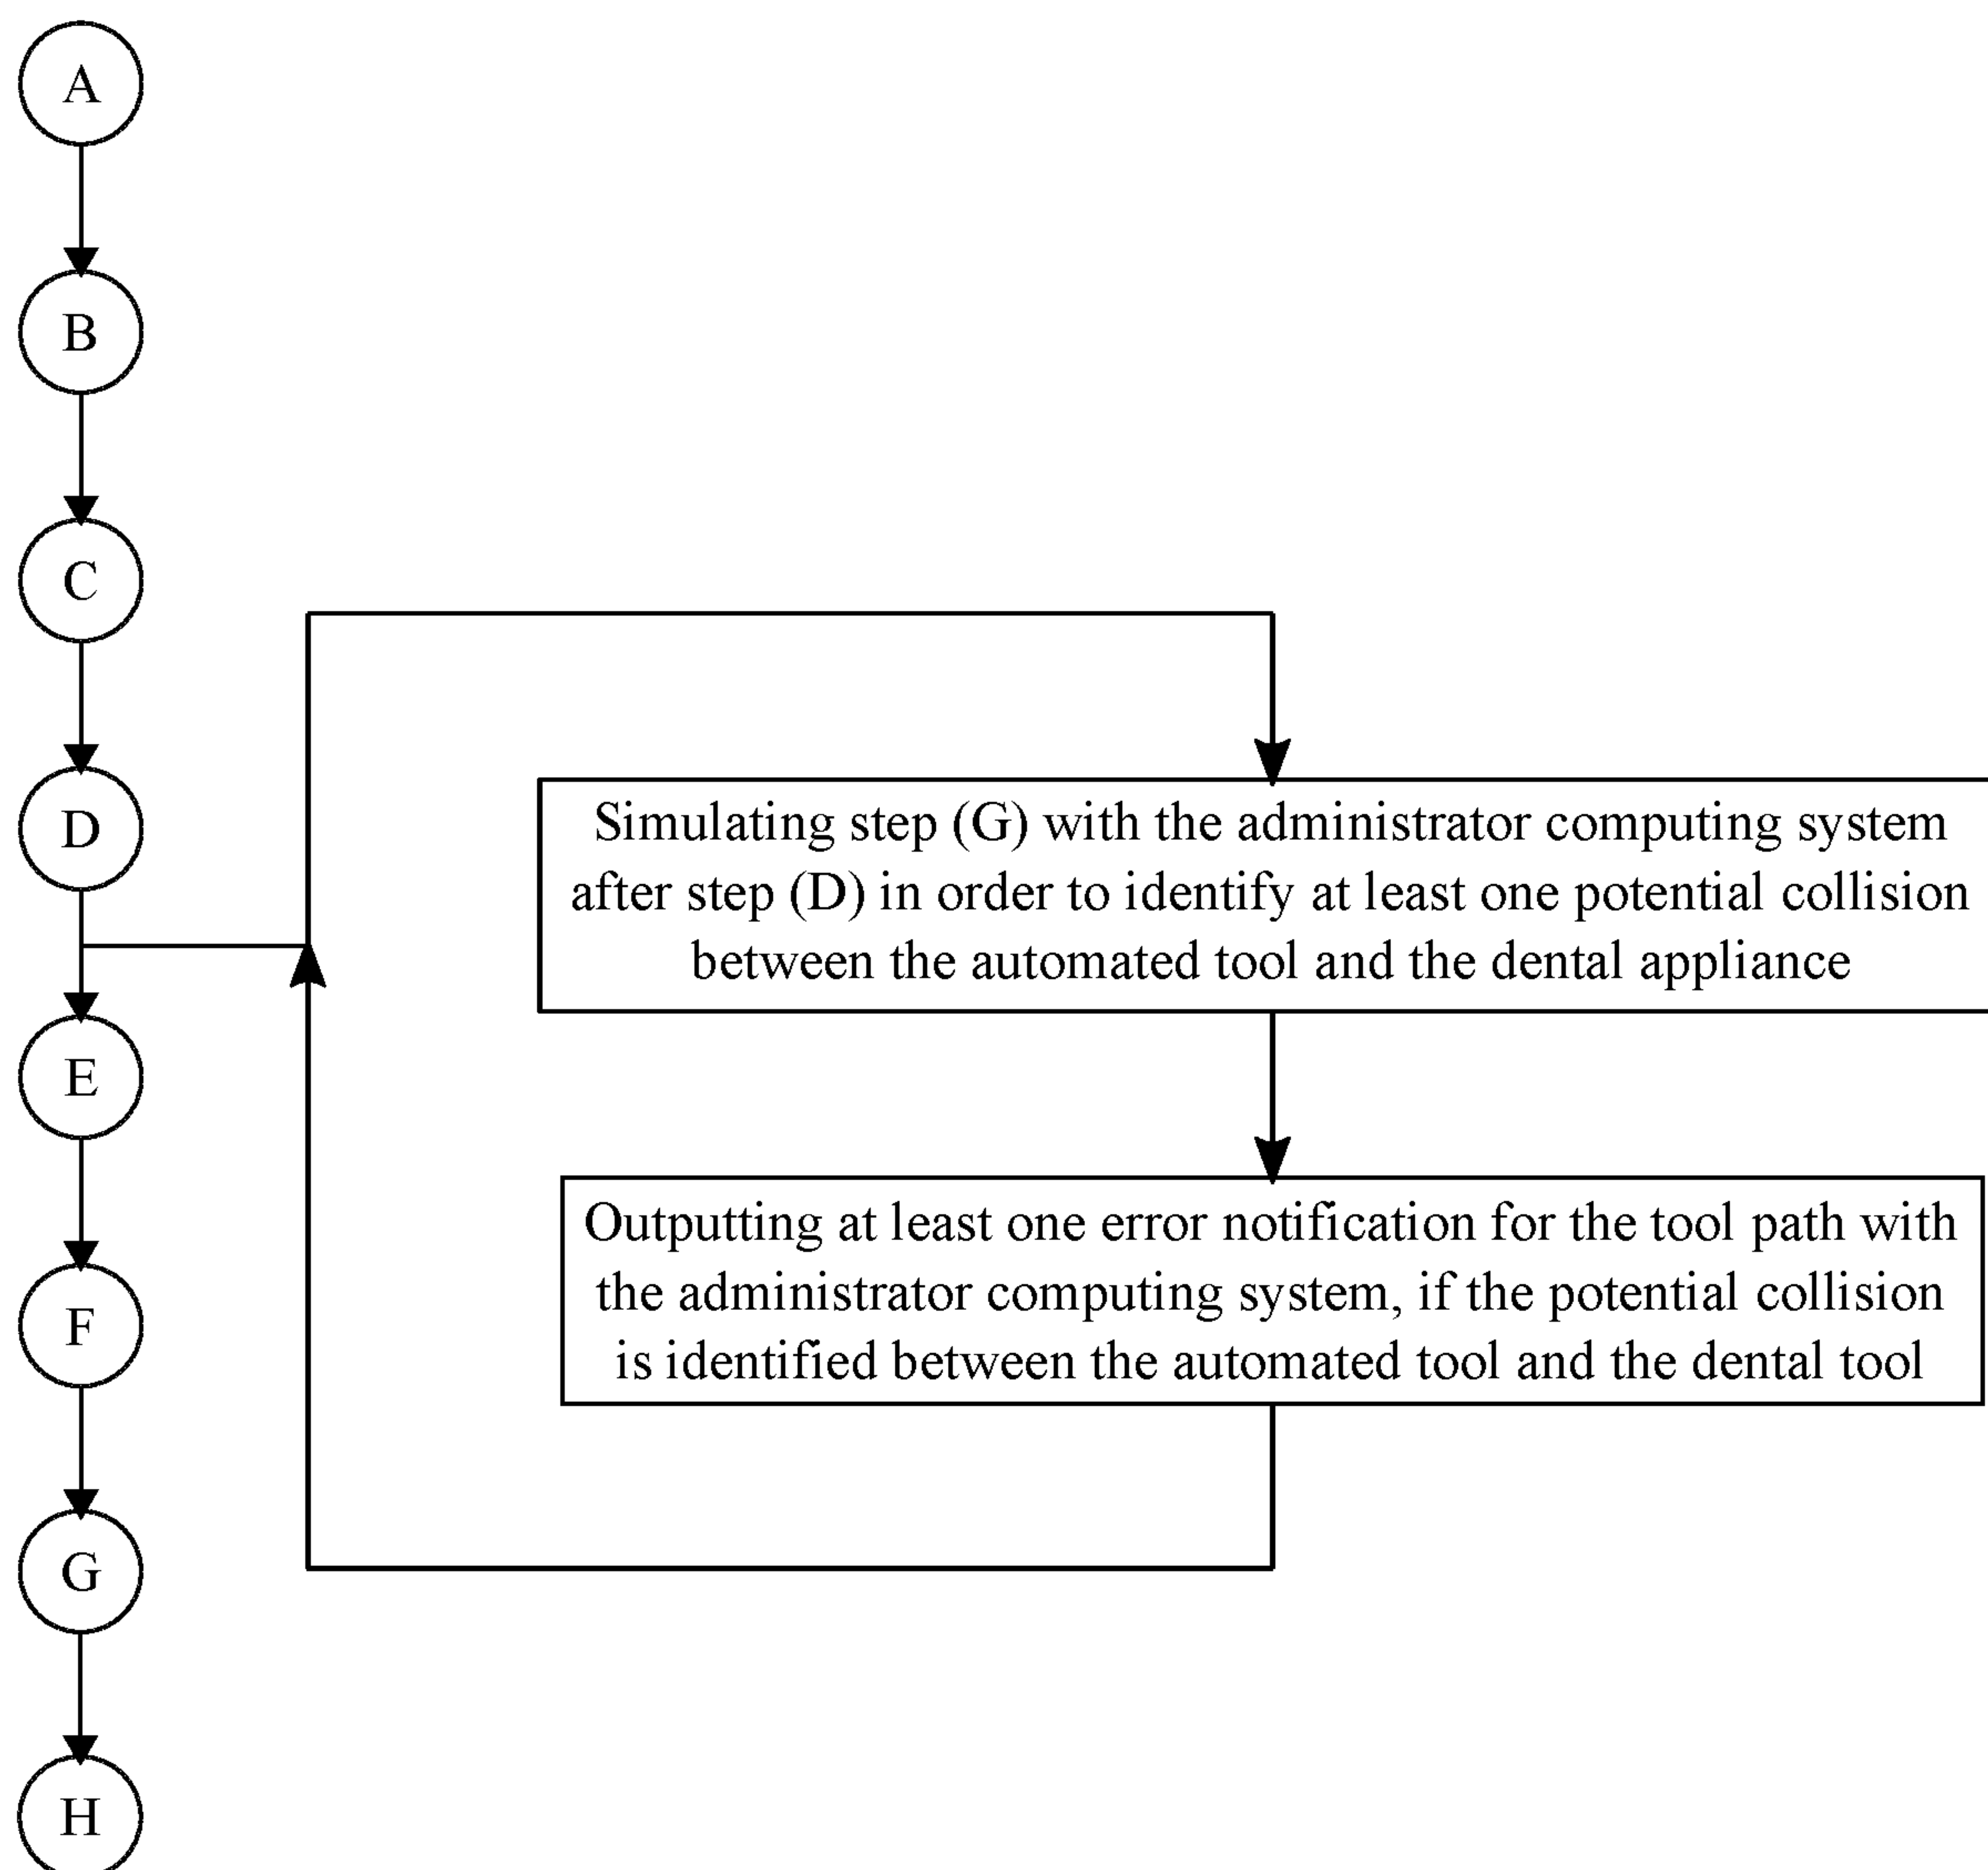 A
B
C
D
Simulating step (G) with the administrator computing system
after step (D) in order to identify at least one potential collision
between the automated tool and the dental appliance
E
Outputting at least one error notification for the tool path with
the administrator computing system, if the potential collision
is identified between the automated tool and the dental tool
F
G
H